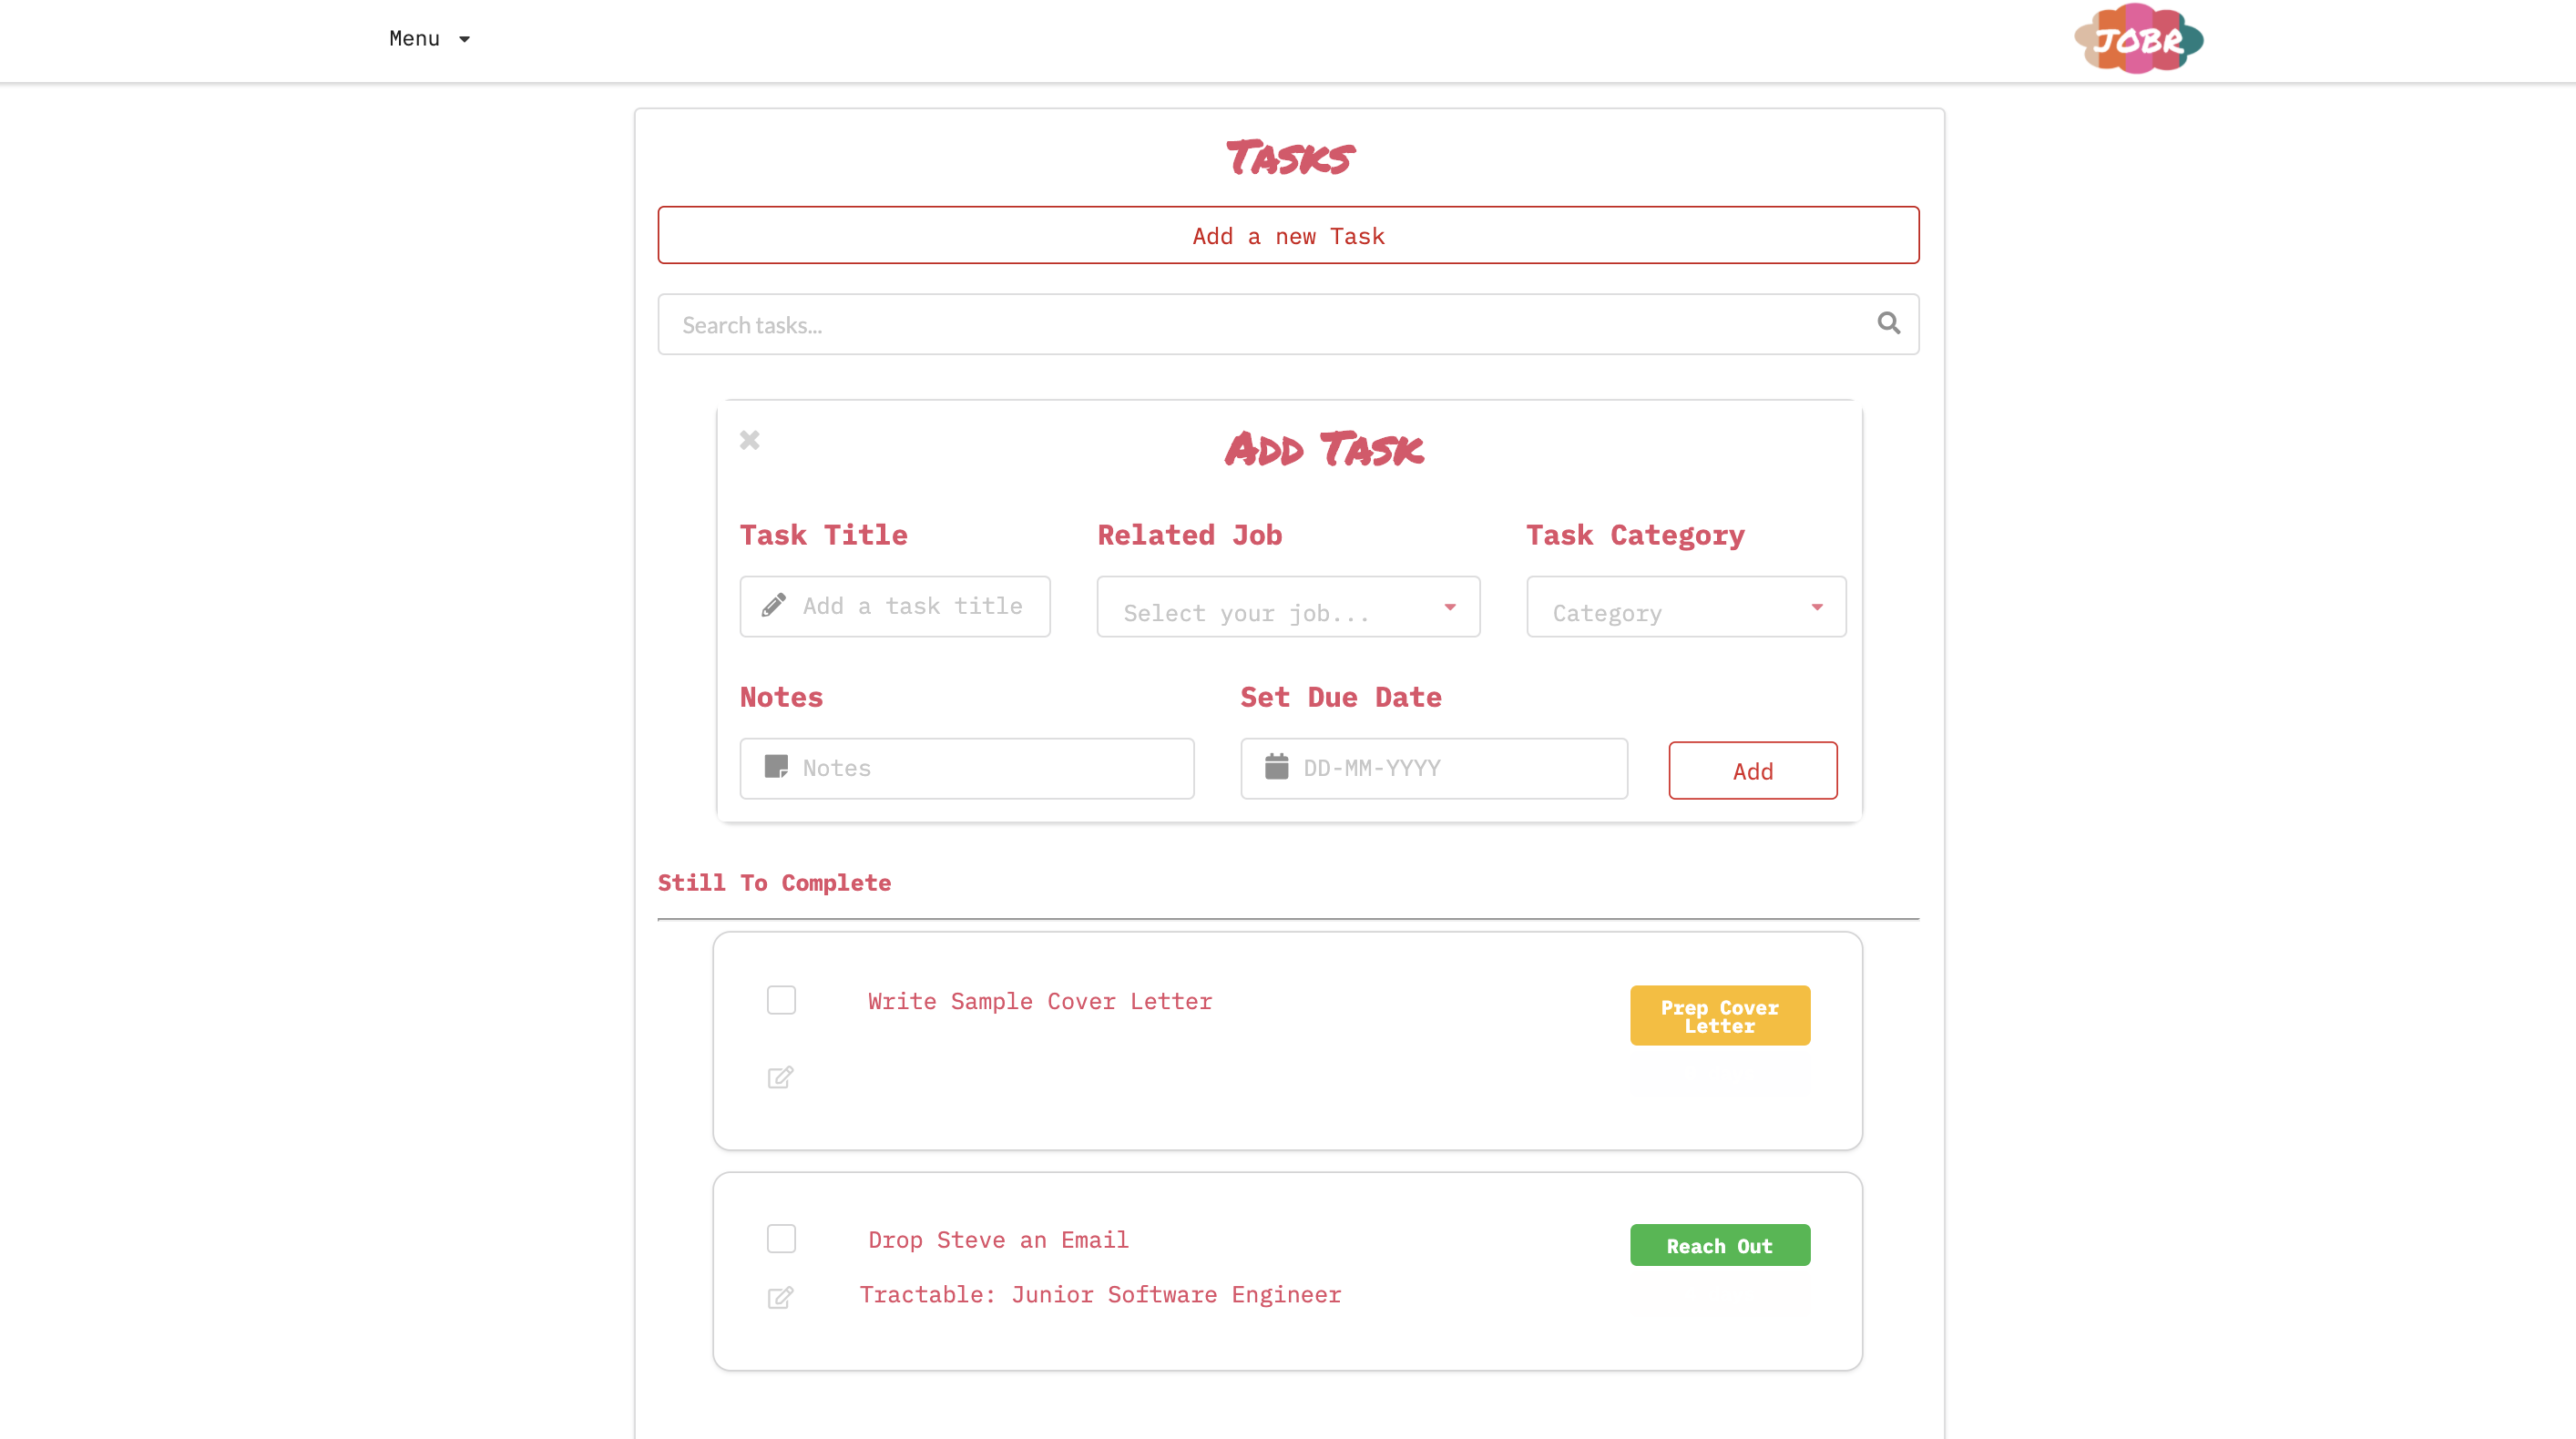 Menu
JOBR
Tasks
Add a new Task
Search tasks...
Add Task
Task Title
Related Job
Task Category
Add a task title
Select your job...
Category
Notes
Set Due Date
Notes
DD-MM-YYYY
Add
Still To Complete
Write Sample Cover Letter
Prep Cover
Letter
Drop Steve an Email
Reach Out
Tractable: Junior Software Engineer